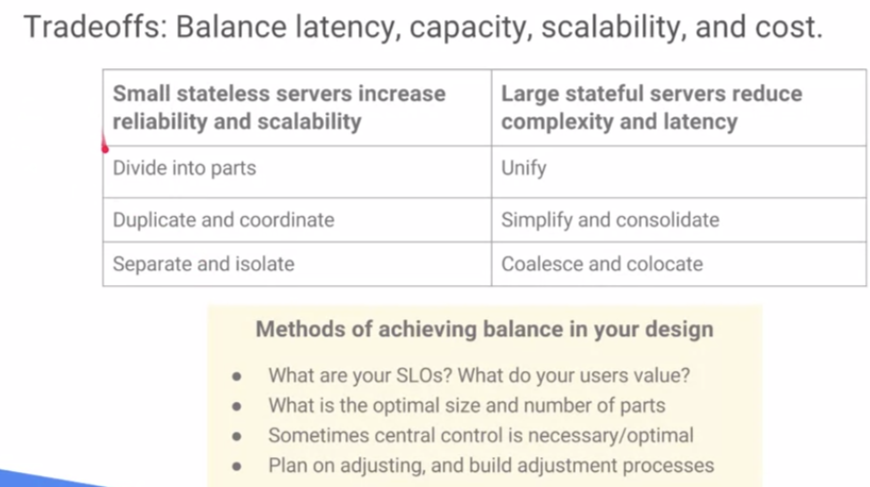 Tradeoffs: Balance latency, capacity, scalability, and cost.
Small stateless servers increase
reliability and scalability
Large stateful servers reduce
complexity and latency
Divide into parts
Unify
Duplicate and coordinate
Simplify and consolidate
Separate and isolate
Coalesce and colocate
Methods of achieving balance in your design
● What are your SLOs? What do your users value?
● What is the optimal size and number of parts
● Sometimes central control is necessary/optimal
● Plan on adjusting, and build adjustment processes